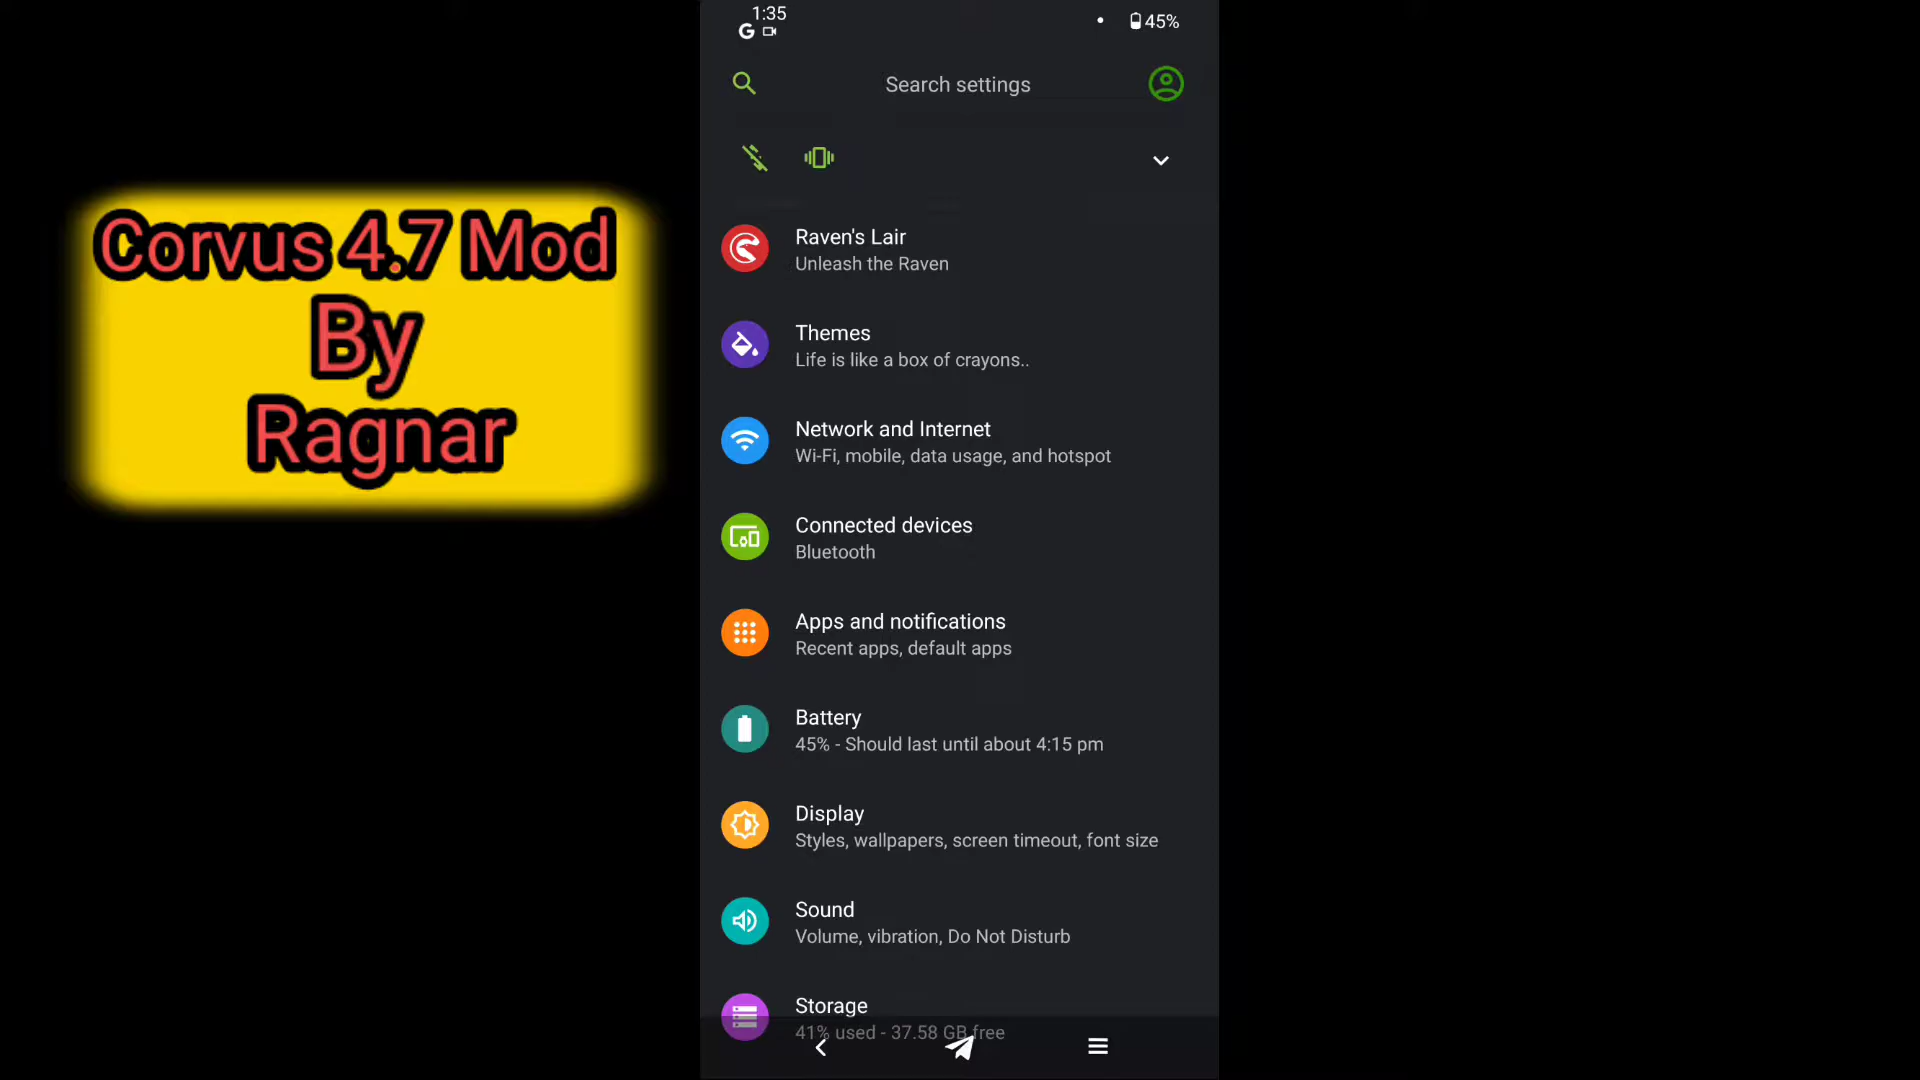 Corvus 4.7 Mod
By
Ragnar
1:35
45%
Search settings
Raven's Lair
Unleash the Raven
Themes
Life is like a box of crayons..
Network and Internet
Wi-Fi, mobile, data usage, and hotspot
Connected devices
Bluetooth
Apps and notifications
Recent apps, default apps
Battery
45% - Should last until about 4:15 pm
Display
Styles, wallpapers, screen timeout, font size
Sound
Volume, vibration, Do Not Disturb
Storage
41% used - 37.58 GB free